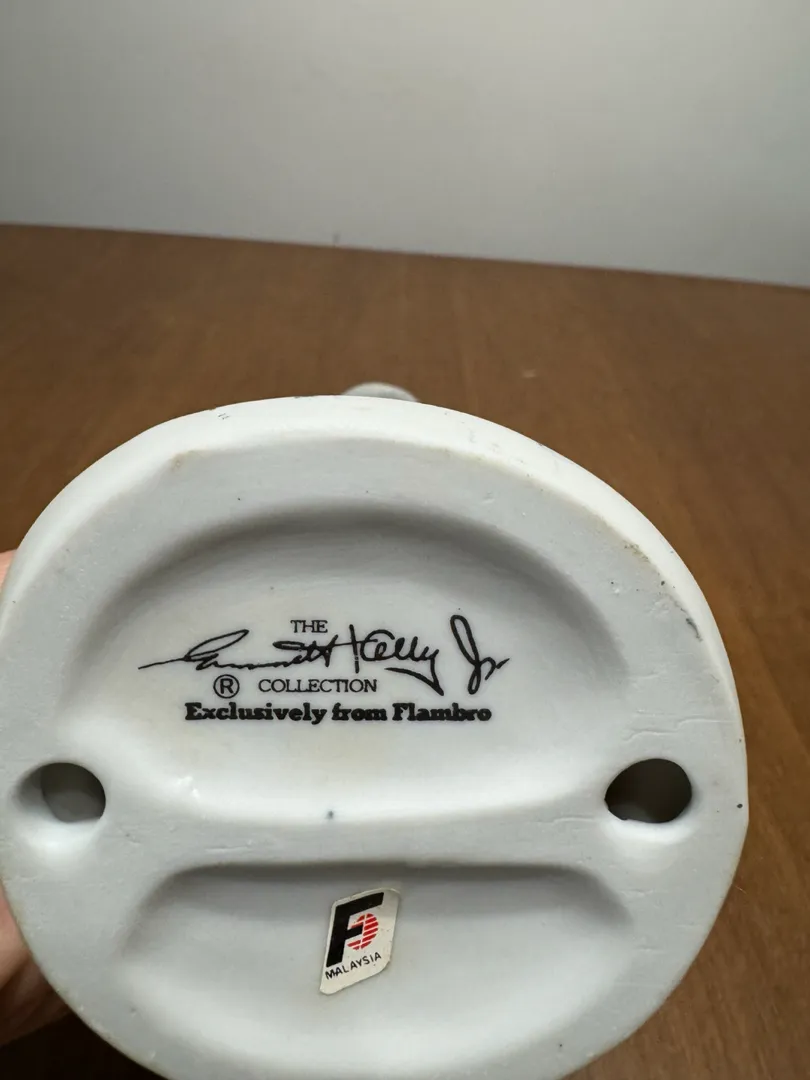 THE
Emmett Kelly Jr
® COLLECTION
Exclusively from Flambro
F
MALAYSIA